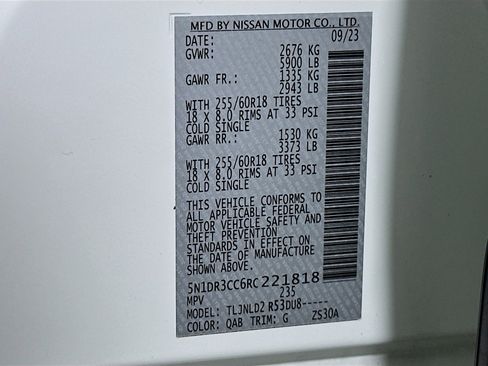 MFD BY NISSAN MOTOR CO., LTD.
DATE: 09/23
GVWR: 2676 KG
5900 LB
GAWR FR.: 1335 KG
2943 LB
WITH 255/60R18 TIRES
18 X 8.0 RIMS AT 33 PSI
COLD SINGLE
GAWR RR.: 1530 KG
3373 LB
WITH 255/60R18 TIRES
18 X 8.0 RIMS AT 33 PSI
COLD SINGLE
THIS VEHICLE CONFORMS TO
ALL APPLICABLE FEDERAL
MOTOR VEHICLE SAFETY AND
THEFT PREVENTION
STANDARDS IN EFFECT ON
THE DATE OF MANUFACTURE
SHOWN ABOVE.
5N1DR3CC6RC221818
MPV 235
MODEL: TLJNLD2 R53DU8-----
COLOR: QAB TRIM: G ZS30A